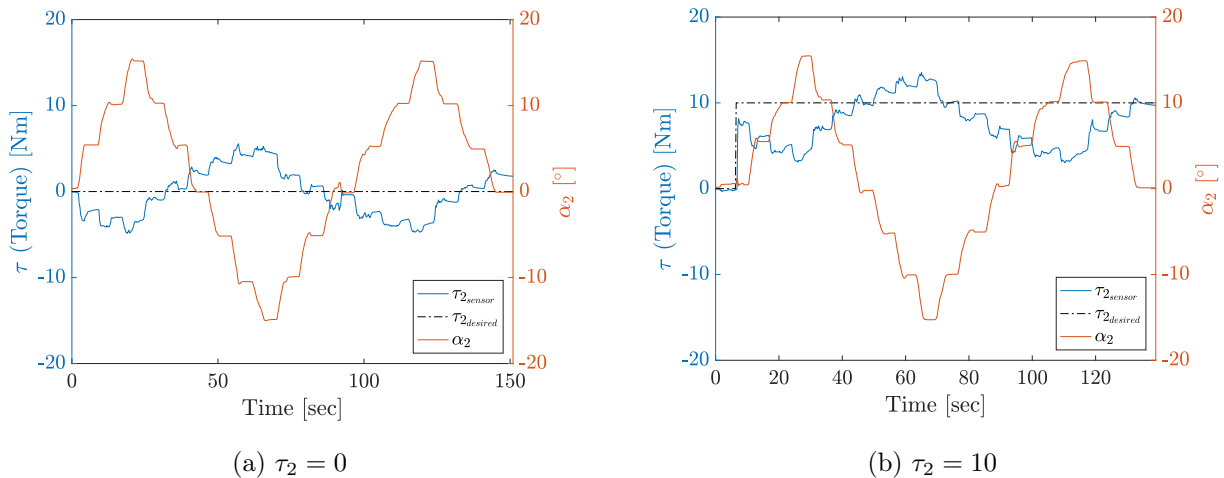 20
10
0
-10
-20
τ (Torque) [Nm]
20
10
0
-10
-20
α2 [°]
0
50
100
150
Time [sec]
τ2sensor
τ2desired
α2
(a) τ2 = 0
20
10
0
-10
-20
τ (Torque) [Nm]
20
10
0
-10
-20
α2 [°]
0
20
40
60
80
100
120
Time [sec]
τ2sensor
τ2desired
α2
(b) τ2 = 10